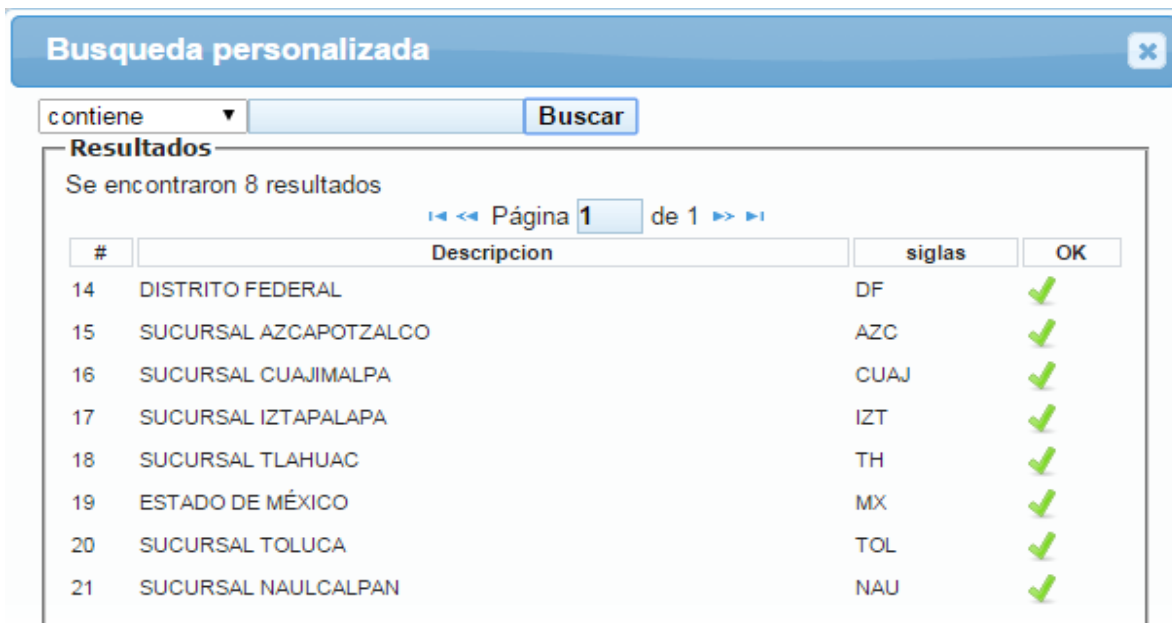 Busqueda personalizada
contiene Buscar
Resultados
Se encontraron 8 resultados
Página 1 de 1
# Descripcion siglas OK
14 DISTRITO FEDERAL DF
15 SUCURSAL AZCAPOTZALCO AZC
16 SUCURSAL CUAJIMALPA CUAJ
17 SUCURSAL IZTAPALAPA IZT
18 SUCURSAL TLAHUAC TH
19 ESTADO DE MÉXICO MX
20 SUCURSAL TOLUCA TOL
21 SUCURSAL NAULCALPAN NAU